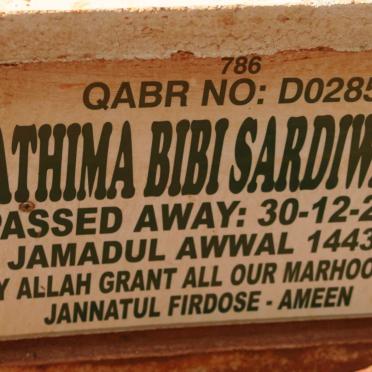 786
QABR NO: D0285
ATHIMA BIBI SARDIW
PASSED AWAY: 30-12-2
JAMADUL AWWAL 1443
Y ALLAH GRANT ALL OUR MARHOO
JANNATUL FIRDOSE - AMEEN